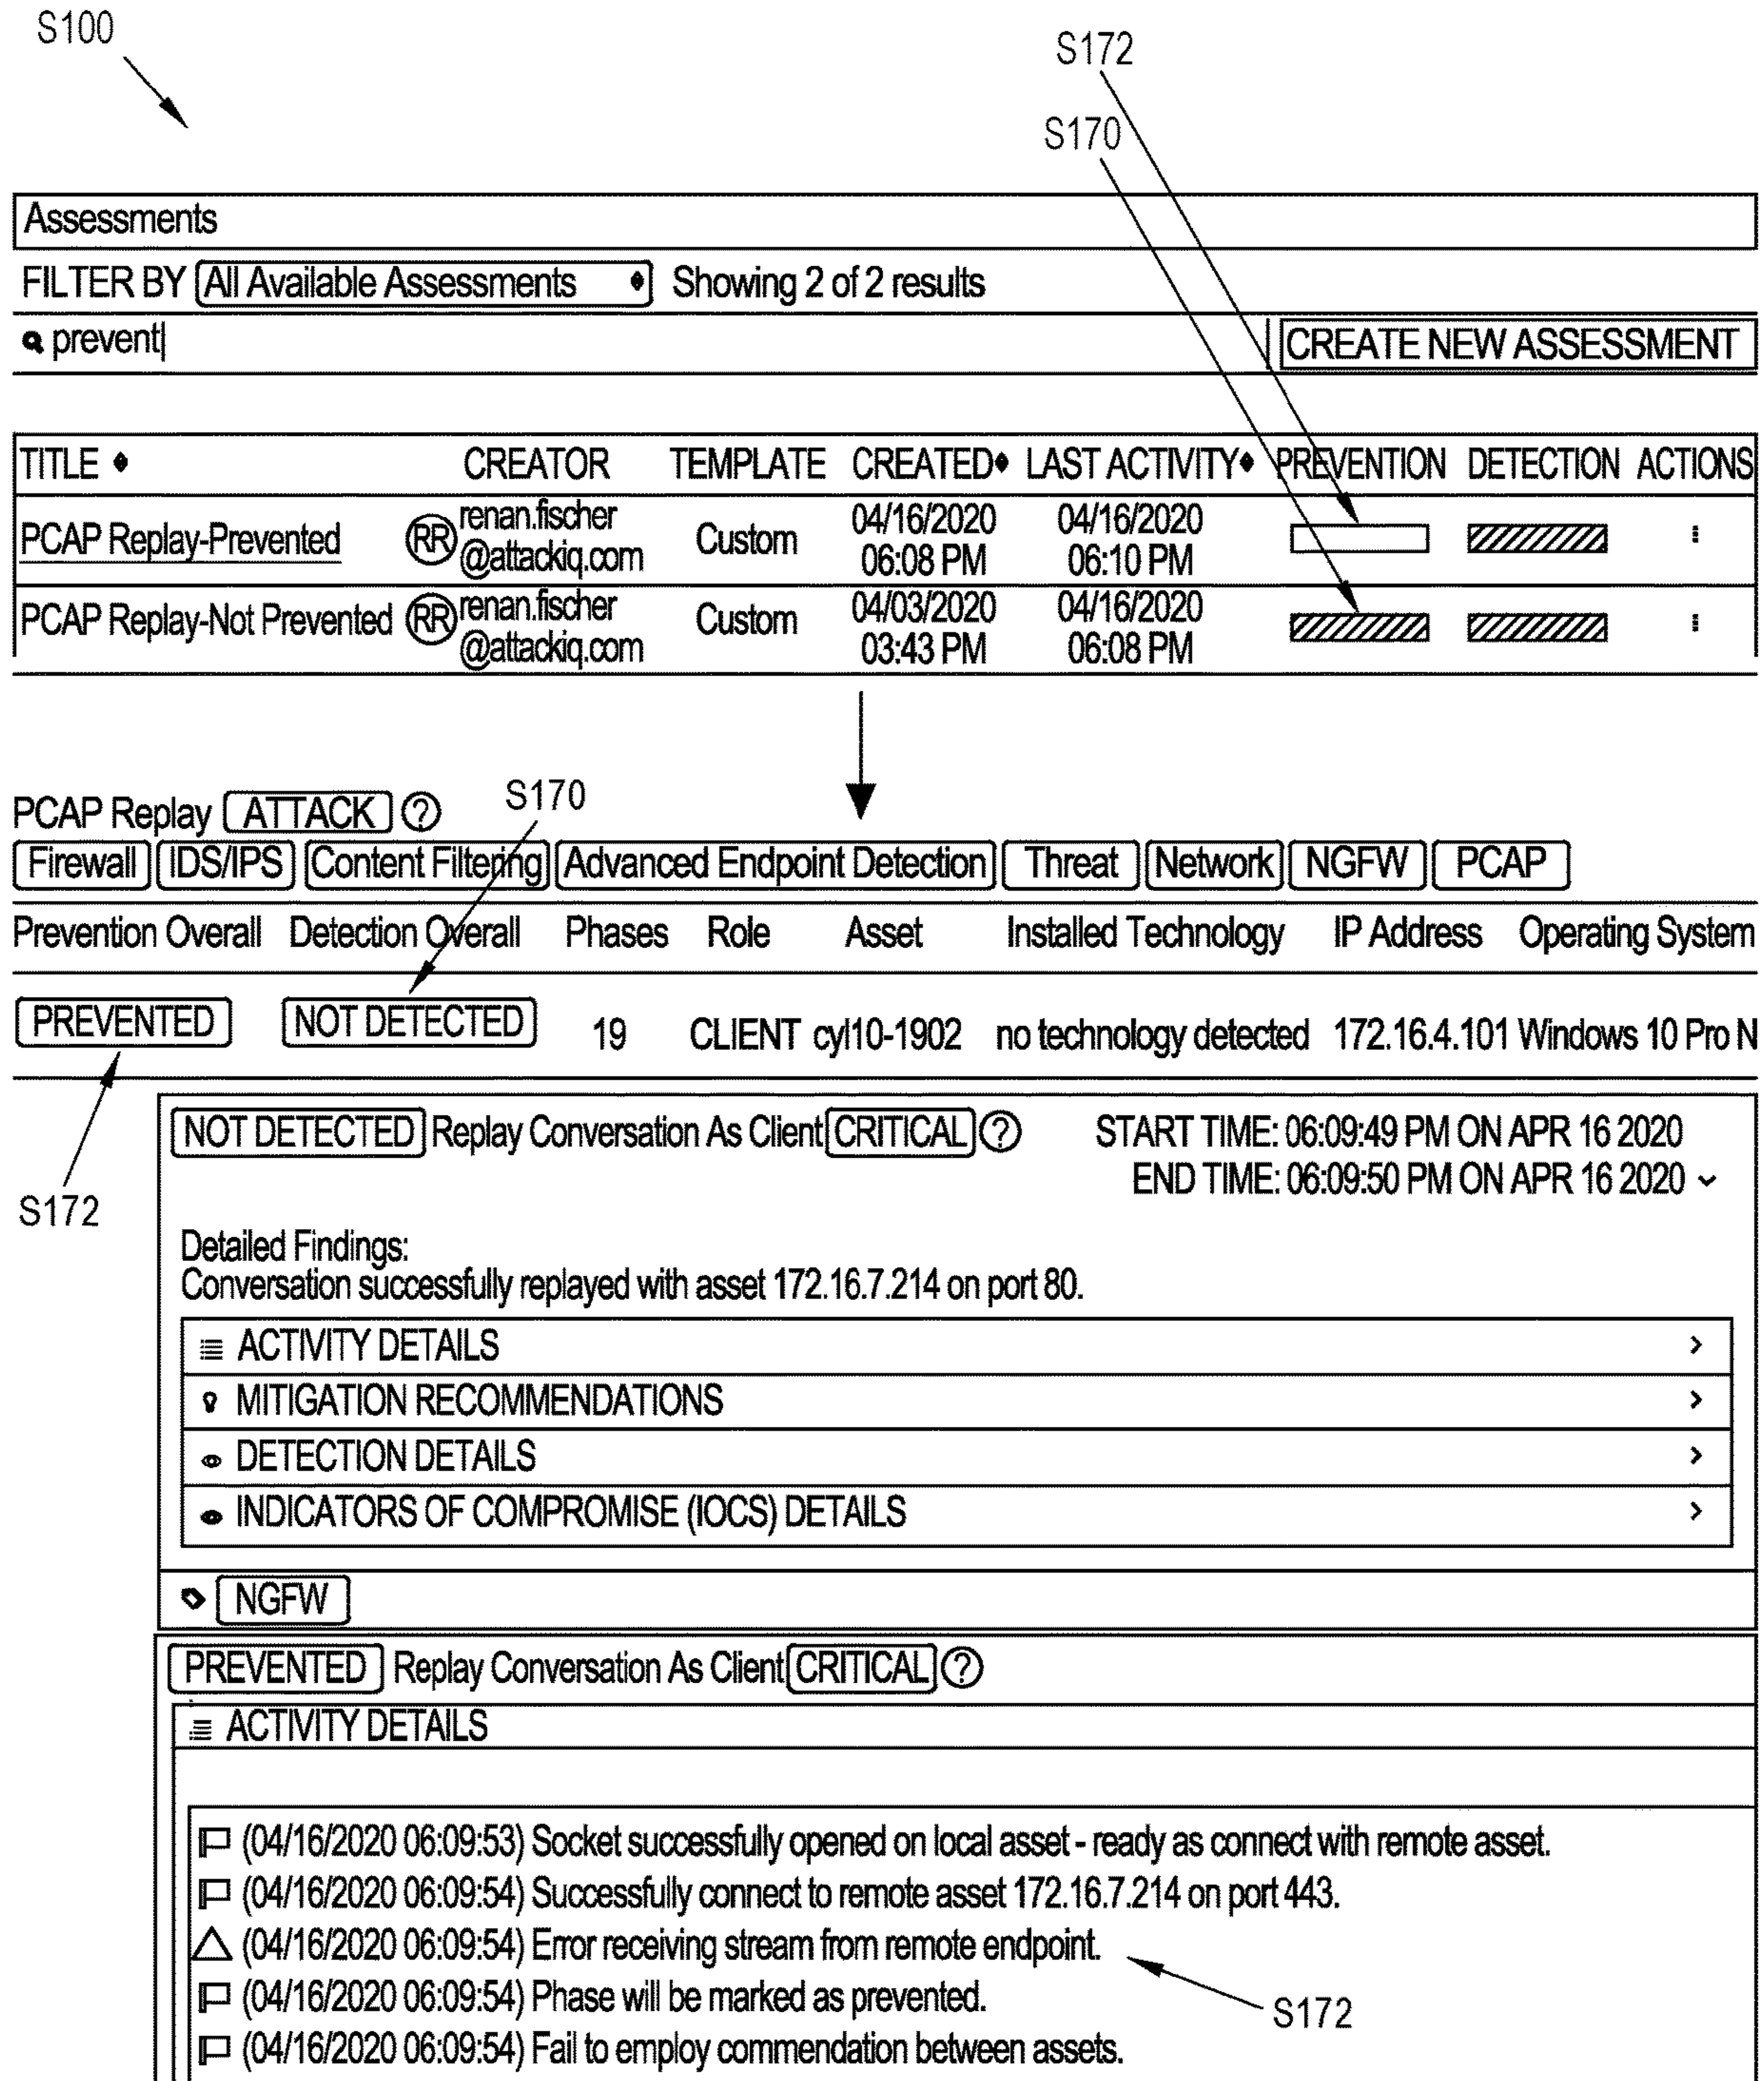 S100
S172
S170
Assessments
FILTER BY All Available Assessments Showing 2 of 2 results
prevent
CREATE NEW ASSESSMENT
TITLE CREATOR TEMPLATE CREATED LAST ACTIVITY PREVENTION DETECTION ACTIONS
PCAP Replay-Prevented RR renan.fischer @attackiq.com Custom 04/16/2020 06:08 PM 04/16/2020 06:10 PM
PCAP Replay-Not Prevented RR renan.fischer @attackiq.com Custom 04/03/2020 03:43 PM 04/16/2020 06:08 PM
PCAP Replay ATTACK ? S170
Firewall IDS/IPS Content Filtering Advanced Endpoint Detection Threat Network NGFW PCAP
Prevention Overall Detection Overall Phases Role Asset Installed Technology IP Address Operating System
PREVENTED NOT DETECTED 19 CLIENT cyl10-1902 no technology detected 172.16.4.101 Windows 10 Pro N
S172
NOT DETECTED Replay Conversation As Client CRITICAL ? START TIME: 06:09:49 PM ON APR 16 2020
END TIME: 06:09:50 PM ON APR 16 2020
Detailed Findings:
Conversation successfully replayed with asset 172.16.7.214 on port 80.
ACTIVITY DETAILS
MITIGATION RECOMMENDATIONS
DETECTION DETAILS
INDICATORS OF COMPROMISE (IOCS) DETAILS
NGFW
PREVENTED Replay Conversation As Client CRITICAL ?
ACTIVITY DETAILS
(04/16/2020 06:09:53) Socket successfully opened on local asset - ready as connect with remote asset.
(04/16/2020 06:09:54) Successfully connect to remote asset 172.16.7.214 on port 443.
(04/16/2020 06:09:54) Error receiving stream from remote endpoint.
(04/16/2020 06:09:54) Phase will be marked as prevented.
S172
(04/16/2020 06:09:54) Fail to employ commendation between assets.